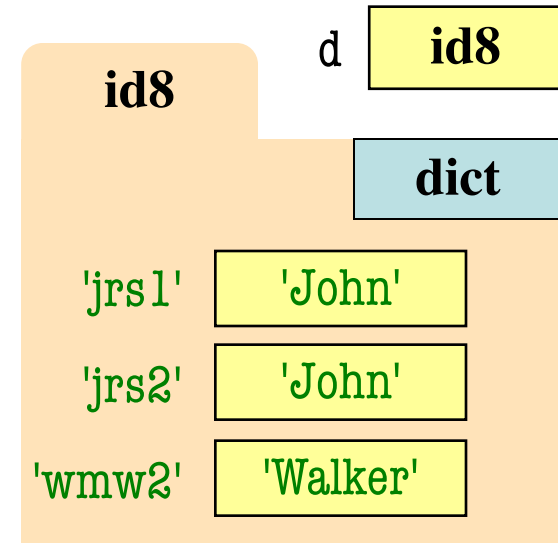 d id8
id8
dict
'jrs1' 'John'
'jrs2' 'John'
'wmw2' 'Walker'